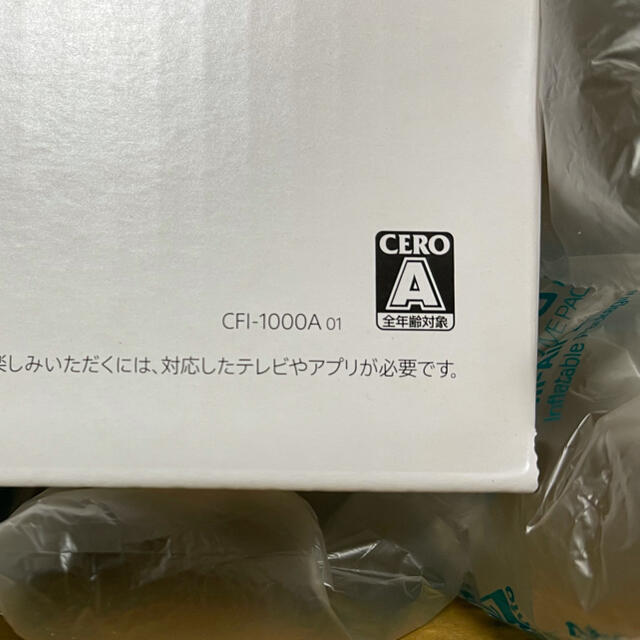 CERO
A
全年齢対象
CFI-1000A 01
楽しみいただくには、対応したテレビやアプリが必要です。
Inflatable